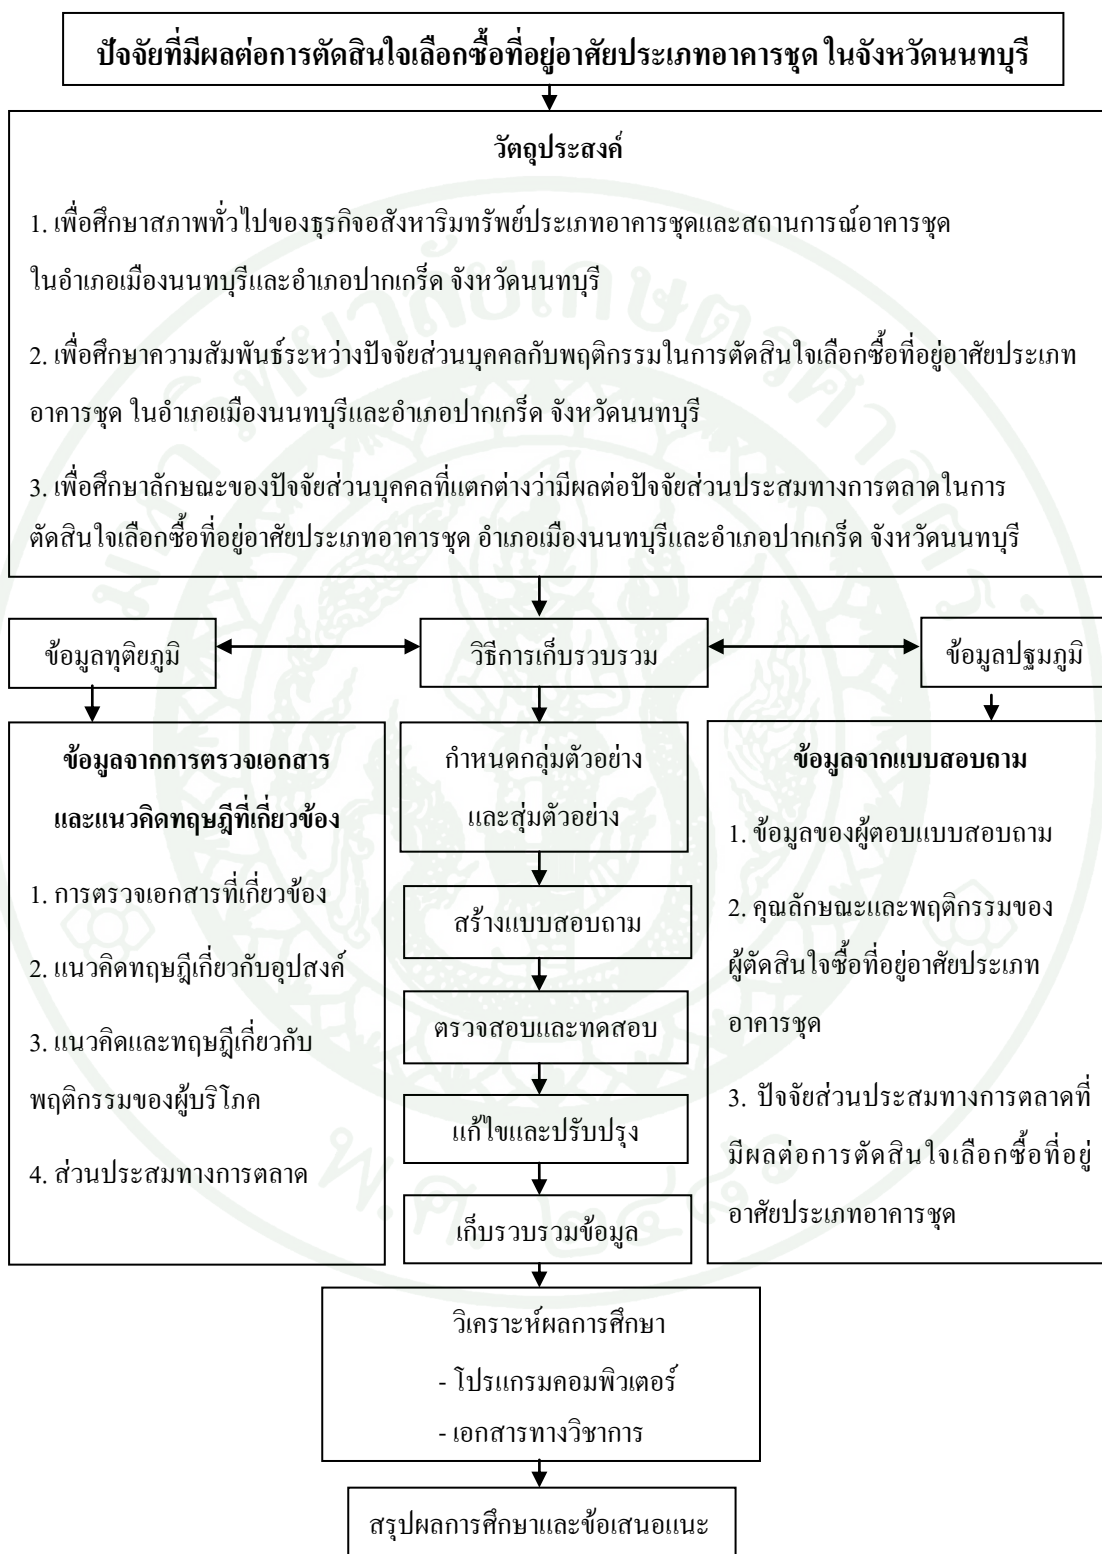 ปัจจัยที่มีผลต่อการตัดสินใจเลือกซื้อที่อยู่อาศัยประเภทอาคารชุด ในจังหวัดนนทบุรี
วัตถุประสงค์
1. เพื่อศึกษาสภาพทั่วไปของธุรกิจอสังหาริมทรัพย์ประเภทอาคารชุดและสถานการณ์อาคารชุด
ในอำเภอเมืองนนทบุรีและอำเภอปากเกร็ด จังหวัดนนทบุรี
2. เพื่อศึกษาความสัมพันธ์ระหว่างปัจจัยส่วนบุคคลกับพฤติกรรมในการตัดสินใจเลือกซื้อที่อยู่อาศัยประเภท
อาคารชุด ในอำเภอเมืองนนทบุรีและอำเภอปากเกร็ด จังหวัดนนทบุรี
3. เพื่อศึกษาลักษณะของปัจจัยส่วนบุคคลที่แตกต่างว่ามีผลต่อปัจจัยส่วนประสมทางการตลาดในการ
ตัดสินใจเลือกซื้อที่อยู่อาศัยประเภทอาคารชุด อำเภอเมืองนนทบุรีและอำเภอปากเกร็ด จังหวัดนนทบุรี
ข้อมูลทุติยภูมิ
วิธีการเก็บรวบรวม
ข้อมูลปฐมภูมิ
ข้อมูลจากการตรวจเอกสาร
และแนวคิดทฤษฎีที่เกี่ยวข้อง
1. การตรวจเอกสารที่เกี่ยวข้อง
2. แนวคิดทฤษฎีเกี่ยวกับอุปสงค์
3. แนวคิดและทฤษฎีเกี่ยวกับ
พฤติกรรมของผู้บริโภค
4. ส่วนประสมทางการตลาด
กำหนดกลุ่มตัวอย่าง
และสุ่มตัวอย่าง
สร้างแบบสอบถาม
ตรวจสอบและทดสอบ
แก้ไขและปรับปรุง
เก็บรวบรวมข้อมูล
ข้อมูลจากแบบสอบถาม
1. ข้อมูลของผู้ตอบแบบสอบถาม
2. คุณลักษณะและพฤติกรรมของ
ผู้ตัดสินใจซื้อที่อยู่อาศัยประเภท
อาคารชุด
3. ปัจจัยส่วนประสมทางการตลาดที่
มีผลต่อการตัดสินใจเลือกซื้อที่อยู่
อาศัยประเภทอาคารชุด
วิเคราะห์ผลการศึกษา
- โปรแกรมคอมพิวเตอร์
- เอกสารทางวิชาการ
สรุปผลการศึกษาและข้อเสนอแนะ
มหาวิทยาลัยเกษตรศาสตร์
พ.ศ. ๒๔๘๖